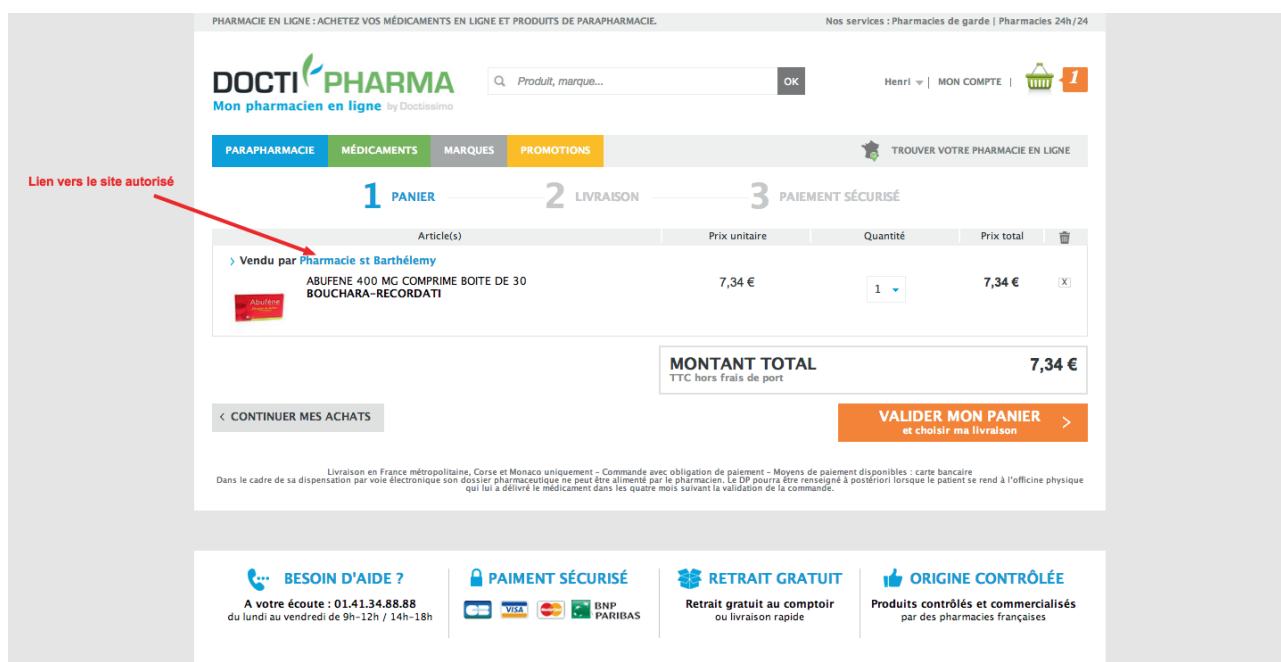 PHARMACIE EN LIGNE : ACHETEZ VOS MÉDICAMENTS EN LIGNE ET PRODUITS DE PARAPHARMACIE.
Nos services : Pharmacies de garde | Pharmacies 24h/24
DOCTI PHARMA
Mon pharmacien en ligne by Doctissimo
Produit, marque...
OK
Henri
| MON COMPTE |
1
PARAPHARMACIE
MÉDICAMENTS
MARQUES
PROMOTIONS
TROUVER VOTRE PHARMACIE EN LIGNE
Lien vers le site autorisé
1 PANIER
2 LIVRAISON
3 PAIEMENT SÉCURISÉ
Article(s)
Prix unitaire
Quantité
Prix total
> Vendu par Pharmacie st Barthélemy
ABUFENE 400 MG COMPRIME BOITE DE 30
BOUCHARA-RECORDATI
Abufène
7,34 €
1
7,34 €
X
MONTANT TOTAL
7,34 €
TTC hors frais de port
< CONTINUER MES ACHATS
VALIDER MON PANIER >
et choisir ma livraison
Livraison en France métropolitaine, Corse et Monaco uniquement – Commande avec obligation de paiement – Moyens de paiement disponibles : carte bancaire
Dans le cadre de sa dispensation par voie électronique son dossier pharmaceutique ne peut être alimenté par le pharmacien. Le DP pourra être renseigné à postériori lorsque le patient se rend à l'officine physique
qui lui a délivré le médicament dans les quatre mois suivant la validation de la commande.
BESOIN D'AIDE ?
A votre écoute : 01.41.34.88.88
du lundi au vendredi de 9h-12h / 14h-18h
PAIMENT SÉCURISÉ
CB
VISA
BNP
PARIBAS
RETRAIT GRATUIT
Retrait gratuit au comptoir
ou livraison rapide
ORIGINE CONTRÔLÉE
Produits contrôlés et commercialisés
par des pharmacies françaises